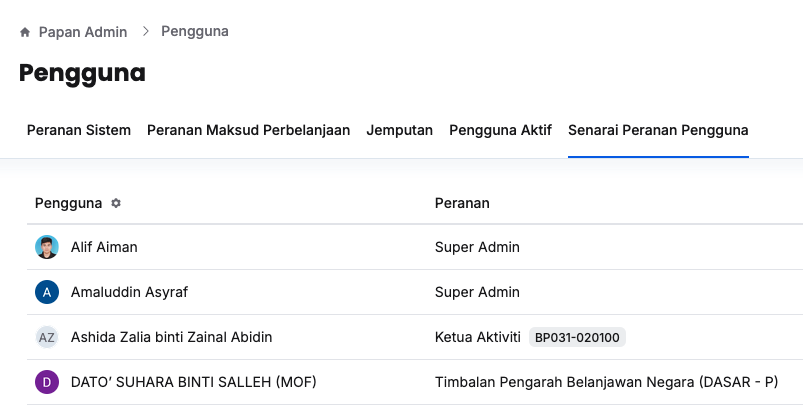 Papan Admin > Pengguna
Pengguna
Peranan Sistem Peranan Maksud Perbelanjaan Jemputan Pengguna Aktif Senarai Peranan Pengguna
Pengguna Peranan
Alif Aiman Super Admin
A Amaluddin Asyraf Super Admin
AZ Ashida Zalia binti Zainal Abidin Ketua Aktiviti BP031-020100
D DATO’ SUHARA BINTI SALLEH (MOF) Timbalan Pengarah Belanjawan Negara (DASAR - P)